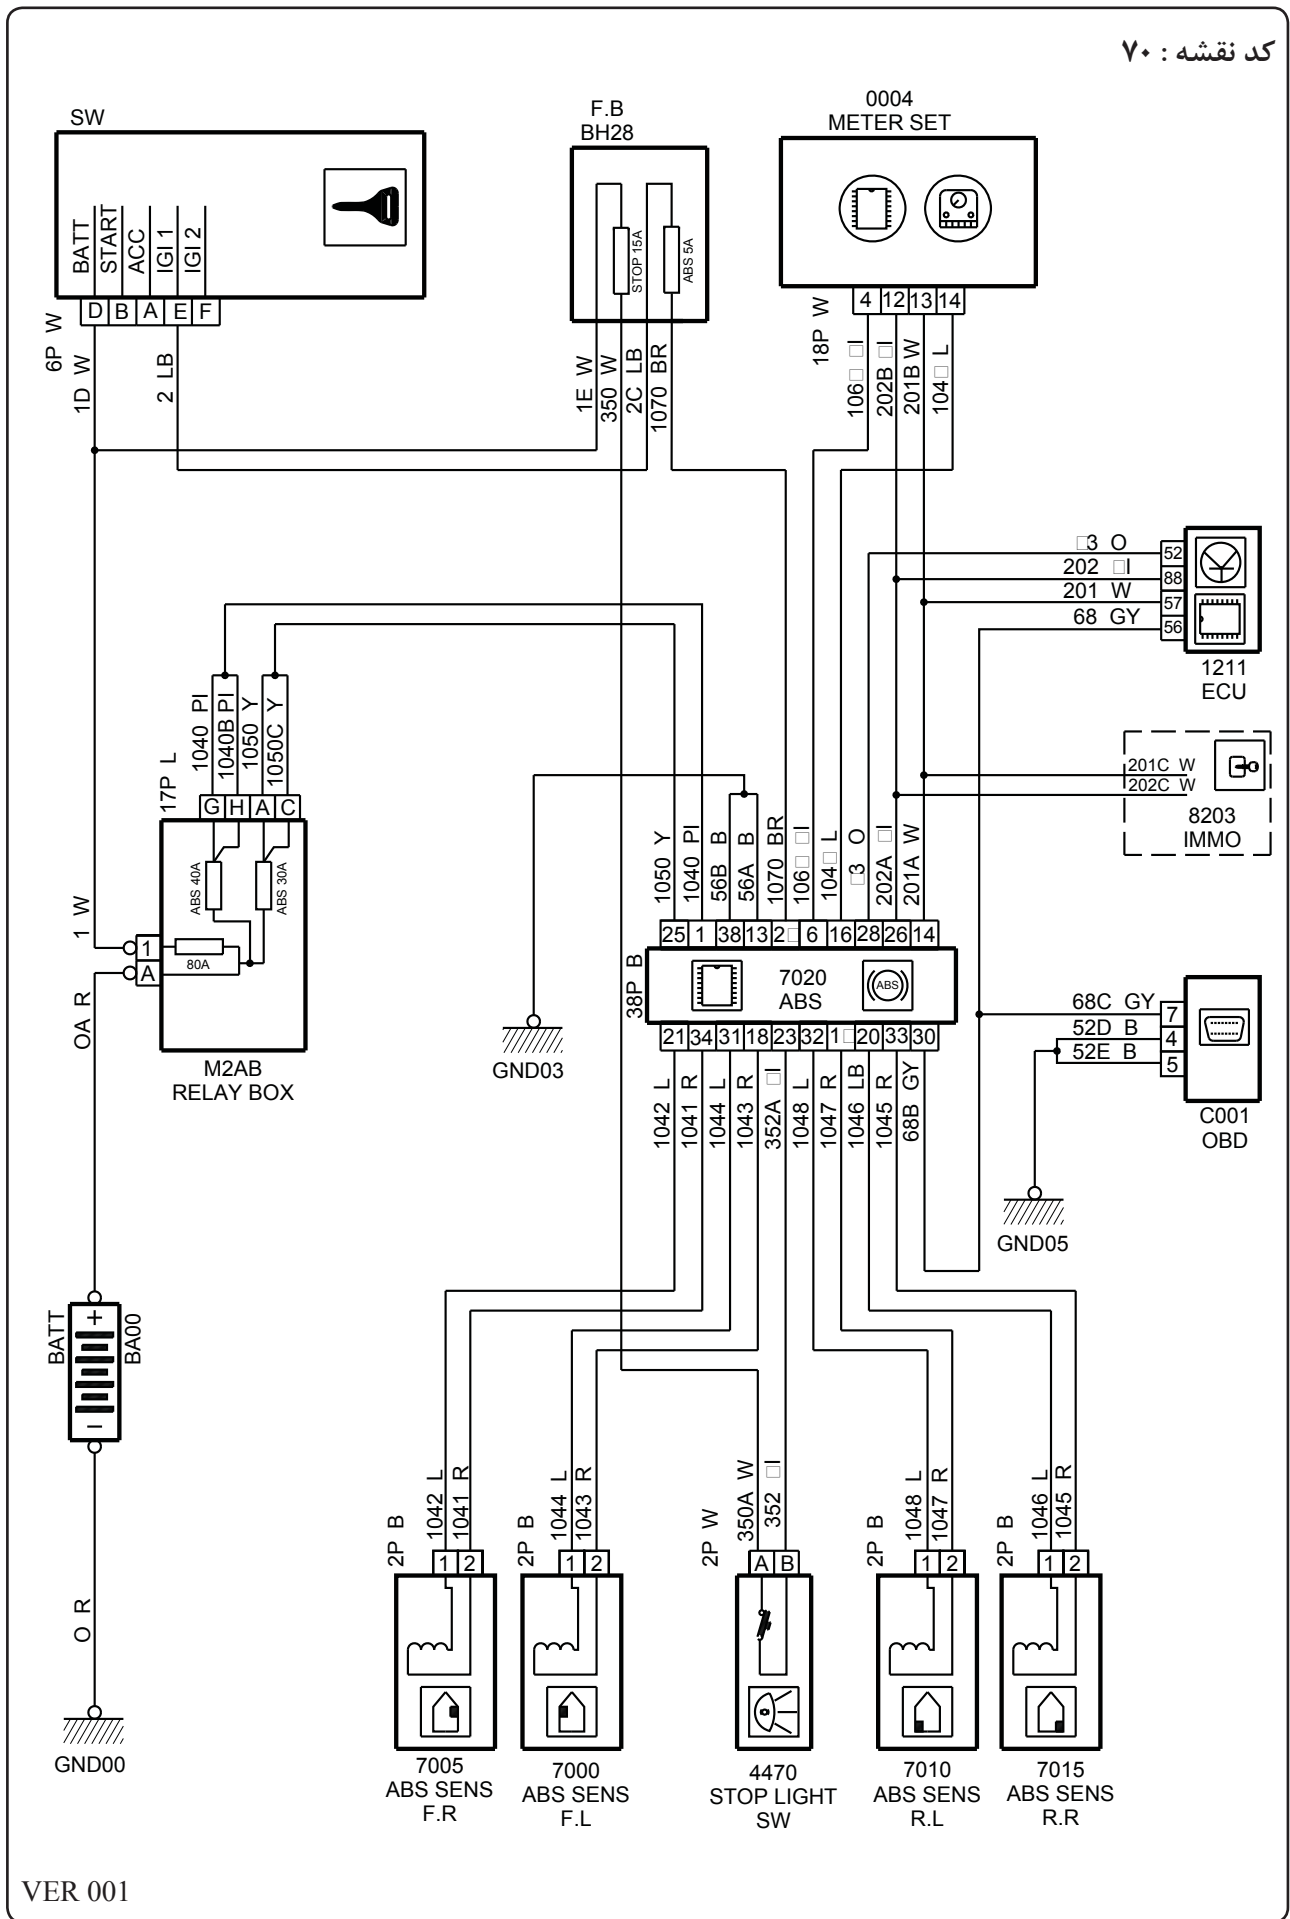 کد نقشه : ۷۰
SW
BATT
START
ACC
IGI 1
IGI 2
D B A E F
6P W
1D W
2 LB
F.B
BH28
STOP 15A
ABS 5A
1E W
350 W
2C LB
1070 BR
0004
METER SET
4 12 13 14
18P W
106□ □I
202B □I
201B W
104□ L
□3 O
202 □I
201 W
68 GY
52
88
57
56
1211
ECU
201C W
202C W
8203
IMMO
1040 PI
1040B PI
1050 Y
1050C Y
17P L
G H A C
ABS 40A
ABS 30A
1 W
1
A
80A
OA R
M2AB
RELAY BOX
GND03
1050 Y
1040 PI
56B B
56A B
1070 BR
106□ □I
104□ L
□3 O
202A □I
201A W
25 1 38 13 2□ 6 16 28 26 14
38P B
7020
ABS
ABS
21 34 31 18 23 32 1□ 20 33 30
1042 L
1041 R
1044 L
1043 R
352A □I
1048 L
1047 R
1046 LB
1045 R
68B GY
68C GY
52D B
52E B
7
4
5
C001
OBD
GND05
BATT
+
−
BA00
O R
GND00
2P B
1042 L
1041 R
1 2
7005
ABS SENS
F.R
2P B
1044 L
1043 R
1 2
7000
ABS SENS
F.L
2P W
350A W
352 □I
A B
4470
STOP LIGHT
SW
2P B
1048 L
1047 R
1 2
7010
ABS SENS
R.L
2P B
1046 L
1045 R
1 2
7015
ABS SENS
R.R
VER 001